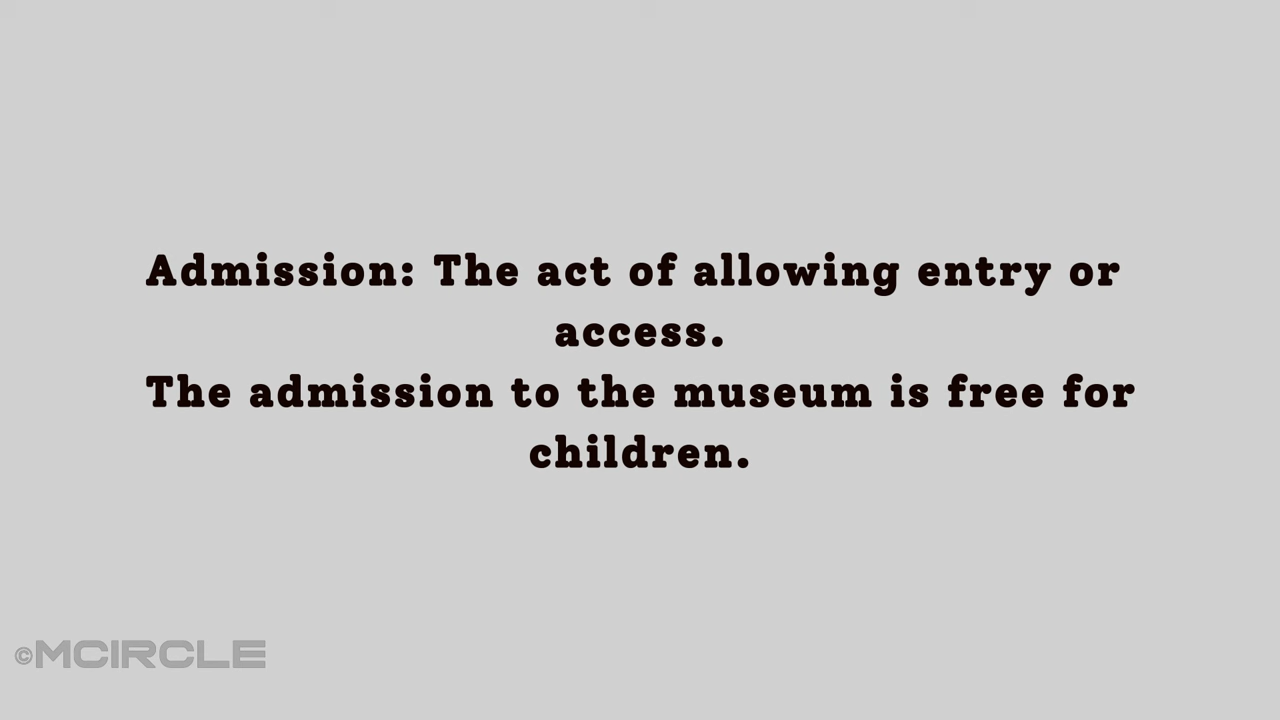 Admission: The act of allowing entry or
access.
The admission to the museum is free for
children.
©MCIRCLE